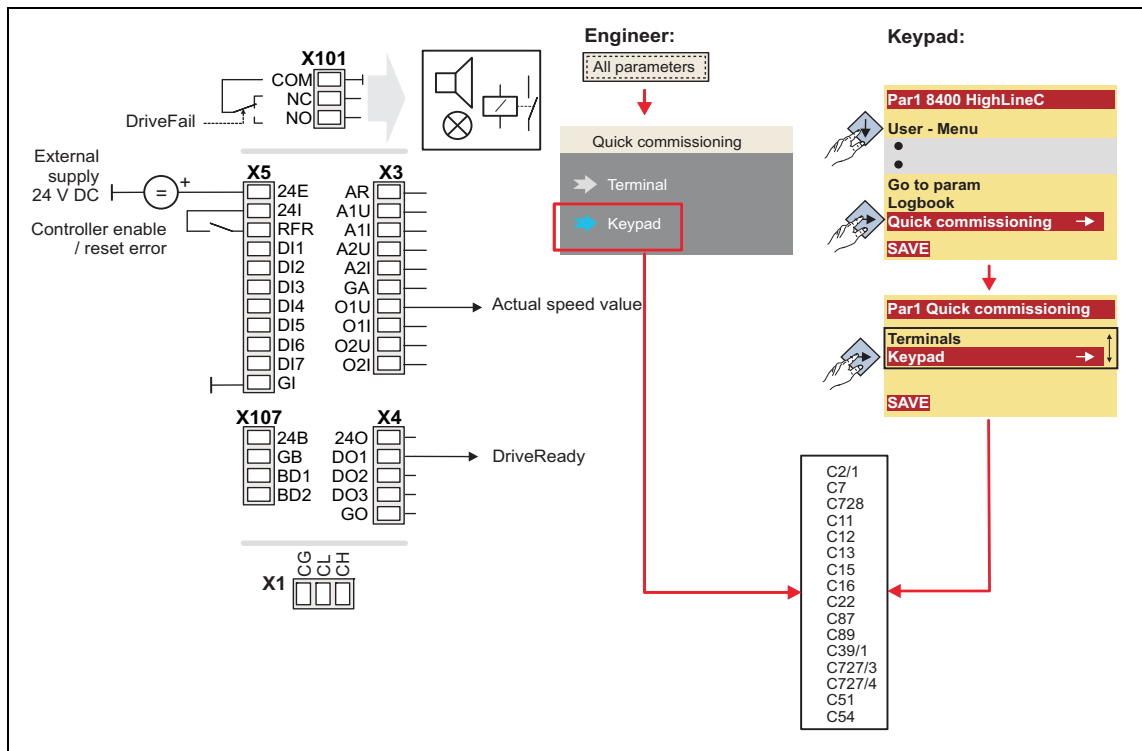 X101
COM
NC
NO
DriveFail
External
supply
24 V DC
=
+
Controller enable
/ reset error
X5
24E
24I
RFR
DI1
DI2
DI3
DI4
DI5
DI6
DI7
GI
X3
AR
A1U
A1I
A2U
A2I
GA
O1U
O1I
O2U
O2I
Actual speed value
X107
24B
GB
BD1
BD2
X4
24O
DO1
DO2
DO3
GO
DriveReady
X1
CG
CL
CH
Engineer:
All parameters
Quick commissioning
Terminal
Keypad
Keypad:
Par1 8400 HighLineC
User - Menu
Go to param
Logbook
Quick commissioning
SAVE
Par1 Quick commissioning
Terminals
Keypad
SAVE
C2/1
C7
C728
C11
C12
C13
C15
C16
C22
C87
C89
C39/1
C727/3
C727/4
C51
C54